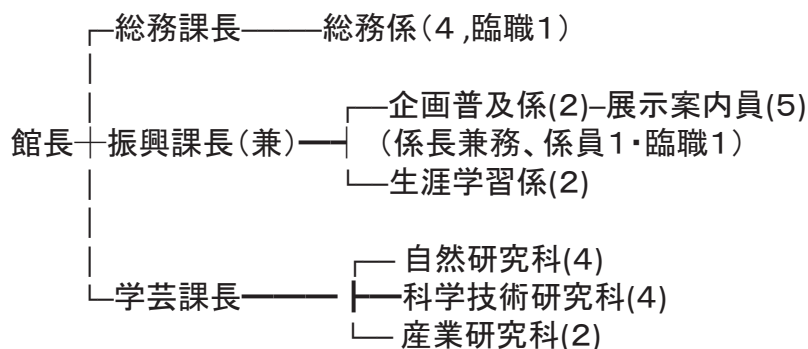 総務課長 総務係(4,臨職1)
企画普及係(2)–展示案内員(5)
館長 振興課長(兼) (係長兼務、係員1・臨職1)
生涯学習係(2)
自然研究科(4)
学芸課長 科学技術研究科(4)
産業研究科(2)